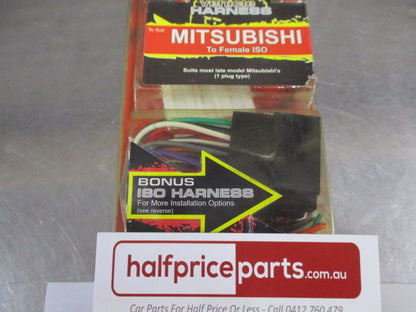 vehicle
HARNESS
To Suit
MITSUBISHI
To Female ISO
Suits most late model Mitsubishi's
(1 plug type)
BONUS
ISO HARNESS
For More Installation Options
(see reverse)
halfpriceparts.com.au
Car Parts For Half Price Or Less - Call 0412 760 479